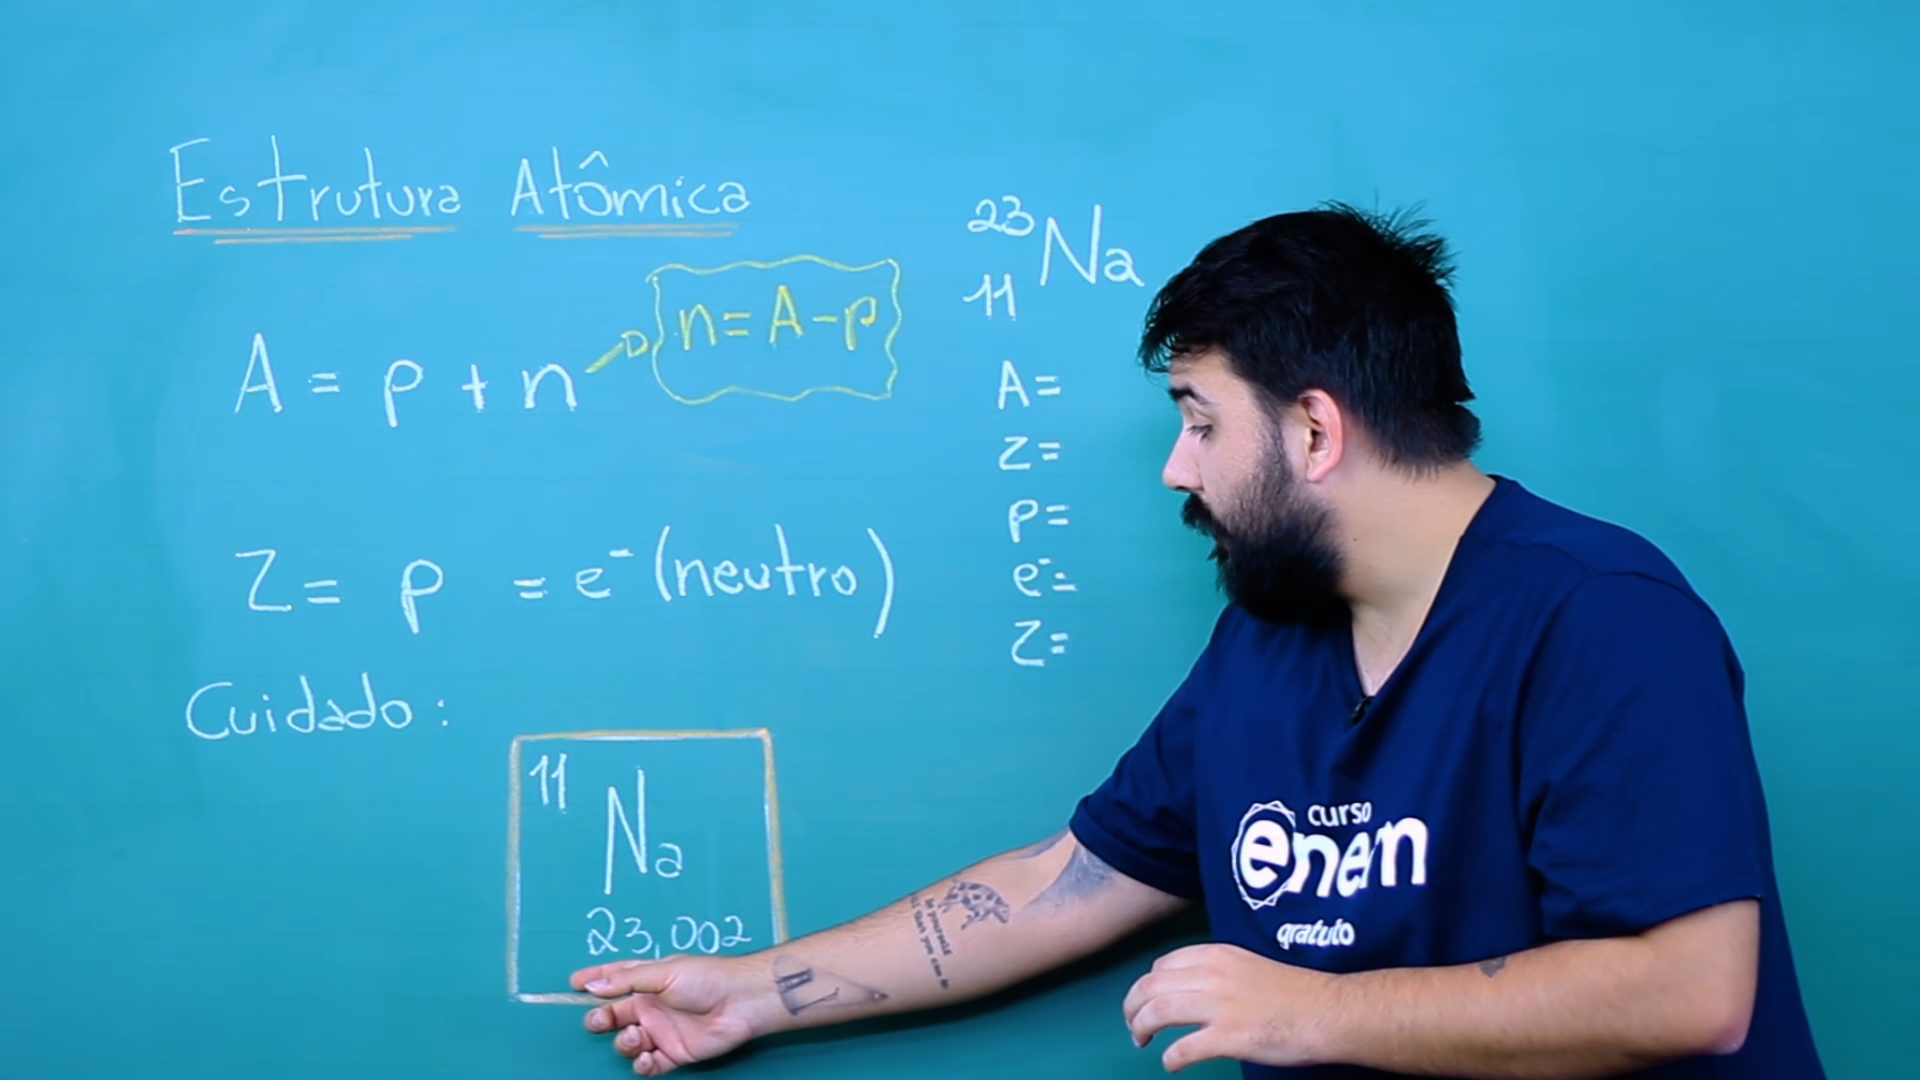 Estrutura Atômica
A = p + n
n = A - p
Z = p = e⁻ (neutro)
Cuidado:
11
Na
23,002
23
Na
11
A =
Z =
p =
e⁻ =
Z =
curso
enem
gratuito